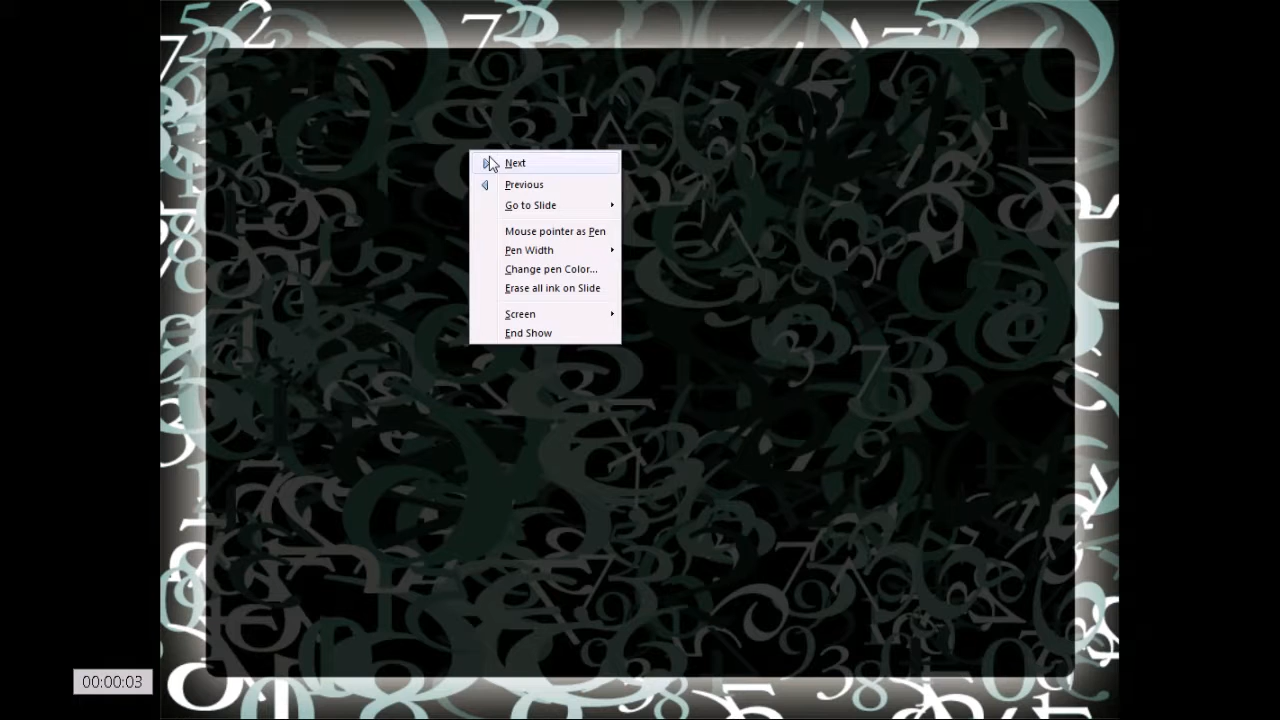 Next
Previous
Go to Slide
Mouse pointer as Pen
Pen Width
Change pen Color...
Erase all ink on Slide
Screen
End Show
00:00:03